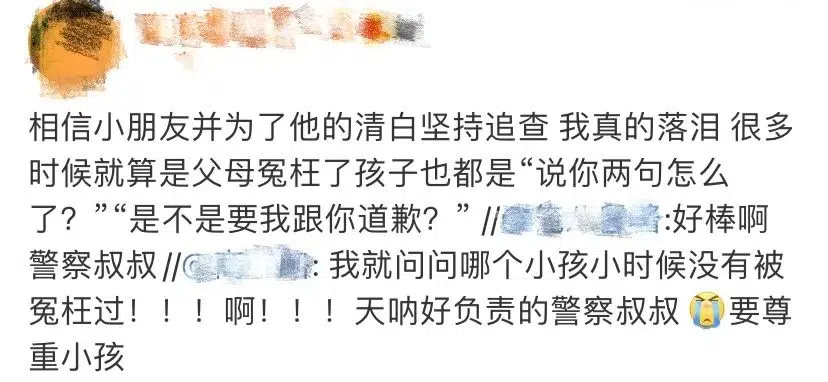 相信小朋友并为了他的清白坚持追查 我真的落泪 很多
时候就算是父母冤枉了孩子也都是“说你两句怎么
了？”“是不是要我跟你道歉？” //@:好棒啊
警察叔叔//@: 我就问问哪个小孩小时候没有被
冤枉过！！！啊！！！天呐好负责的警察叔叔 😭要尊
重小孩